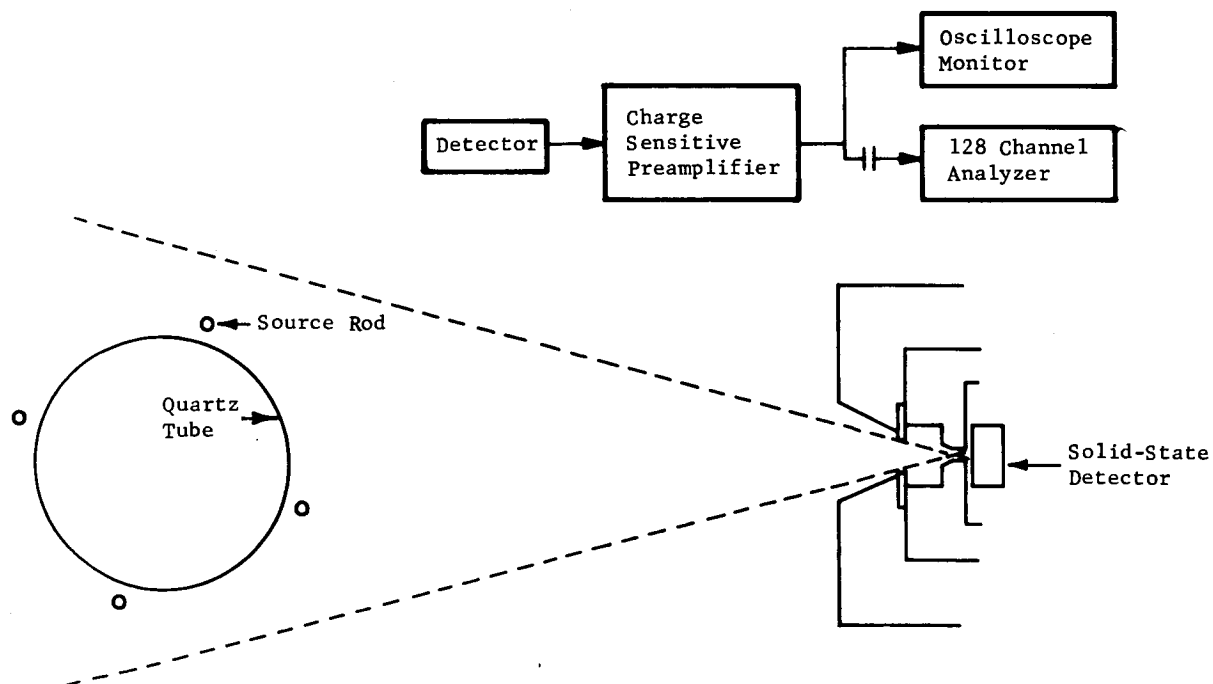 Oscilloscope
Monitor
Detector
Charge
Sensitive
Preamplifier
128 Channel
Analyzer
Source Rod
Quartz
Tube
Solid-State
Detector